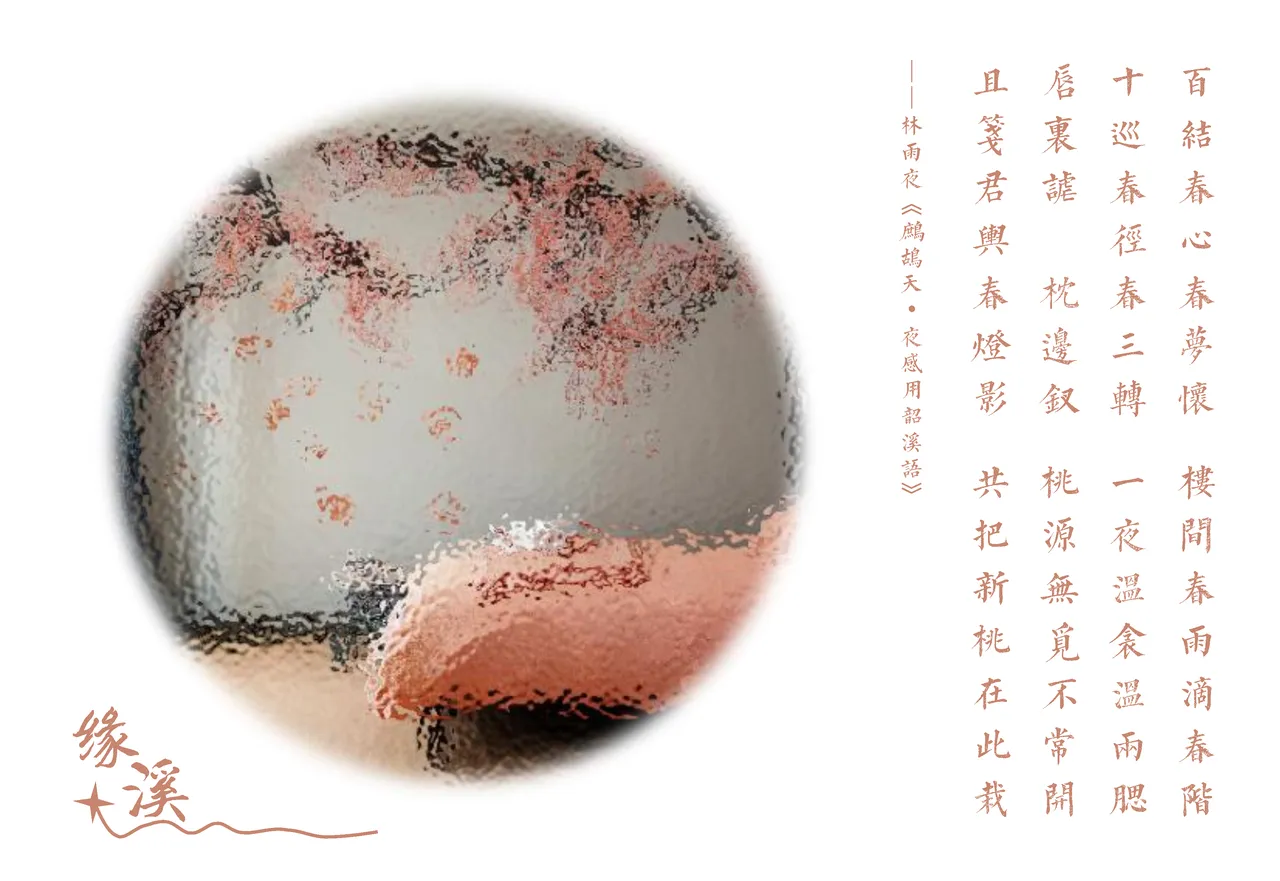 百結春心春夢懷 樓間春雨滴春階
十巡春徑春三轉 一夜溫衾溫兩腮
唇裏謔 枕邊釵 桃源無覓不常開
且箋君輿春燈影 共把新桃在此栽
——林雨夜《鷓鴣天•夜感用韶溪語》
缘溪